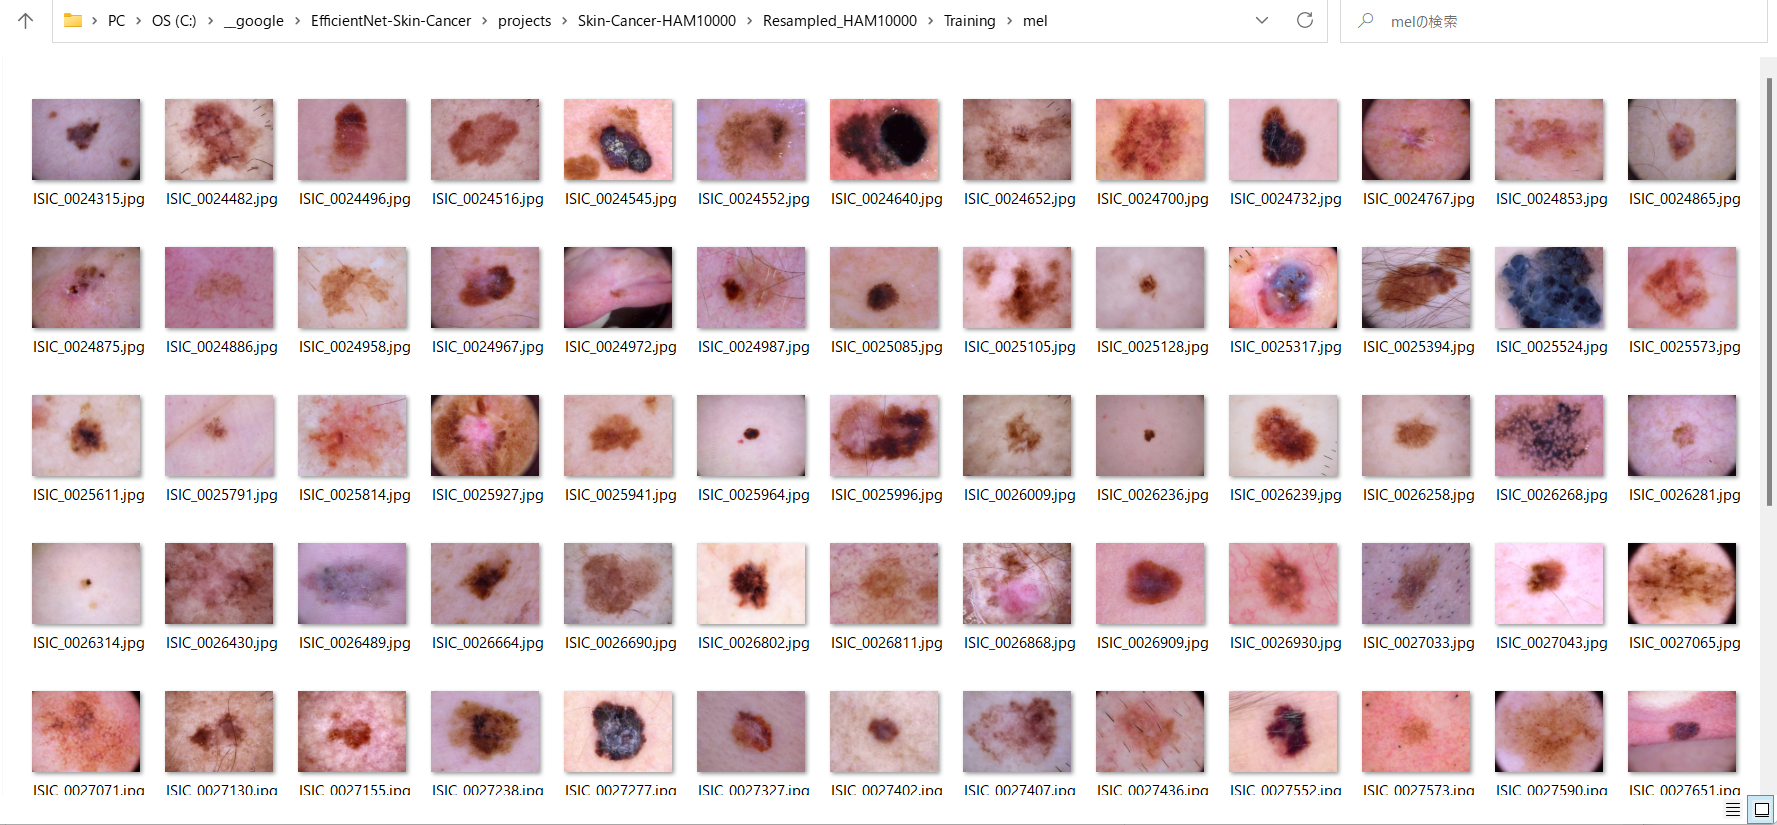 PC > OS (C:) > __google > EfficientNet-Skin-Cancer > projects > Skin-Cancer-HAM10000 > Resampled_HAM10000 > Training > mel
melの検索
ISIC_0024315.jpg ISIC_0024482.jpg ISIC_0024496.jpg ISIC_0024516.jpg ISIC_0024545.jpg ISIC_0024552.jpg ISIC_0024640.jpg ISIC_0024652.jpg ISIC_0024700.jpg ISIC_0024732.jpg ISIC_0024767.jpg ISIC_0024853.jpg ISIC_0024865.jpg
ISIC_0024875.jpg ISIC_0024886.jpg ISIC_0024958.jpg ISIC_0024967.jpg ISIC_0024972.jpg ISIC_0024987.jpg ISIC_0025085.jpg ISIC_0025105.jpg ISIC_0025128.jpg ISIC_0025317.jpg ISIC_0025394.jpg ISIC_0025524.jpg ISIC_0025573.jpg
ISIC_0025611.jpg ISIC_0025791.jpg ISIC_0025814.jpg ISIC_0025927.jpg ISIC_0025941.jpg ISIC_0025964.jpg ISIC_0025996.jpg ISIC_0026009.jpg ISIC_0026236.jpg ISIC_0026239.jpg ISIC_0026258.jpg ISIC_0026268.jpg ISIC_0026281.jpg
ISIC_0026314.jpg ISIC_0026430.jpg ISIC_0026489.jpg ISIC_0026664.jpg ISIC_0026690.jpg ISIC_0026802.jpg ISIC_0026811.jpg ISIC_0026868.jpg ISIC_0026909.jpg ISIC_0026930.jpg ISIC_0027033.jpg ISIC_0027043.jpg ISIC_0027065.jpg
ISIC_0027071.jpg ISIC_0027130.jpg ISIC_0027155.jpg ISIC_0027238.jpg ISIC_0027277.jpg ISIC_0027327.jpg ISIC_0027402.jpg ISIC_0027407.jpg ISIC_0027436.jpg ISIC_0027552.jpg ISIC_0027573.jpg ISIC_0027590.jpg ISIC_0027651.jpg